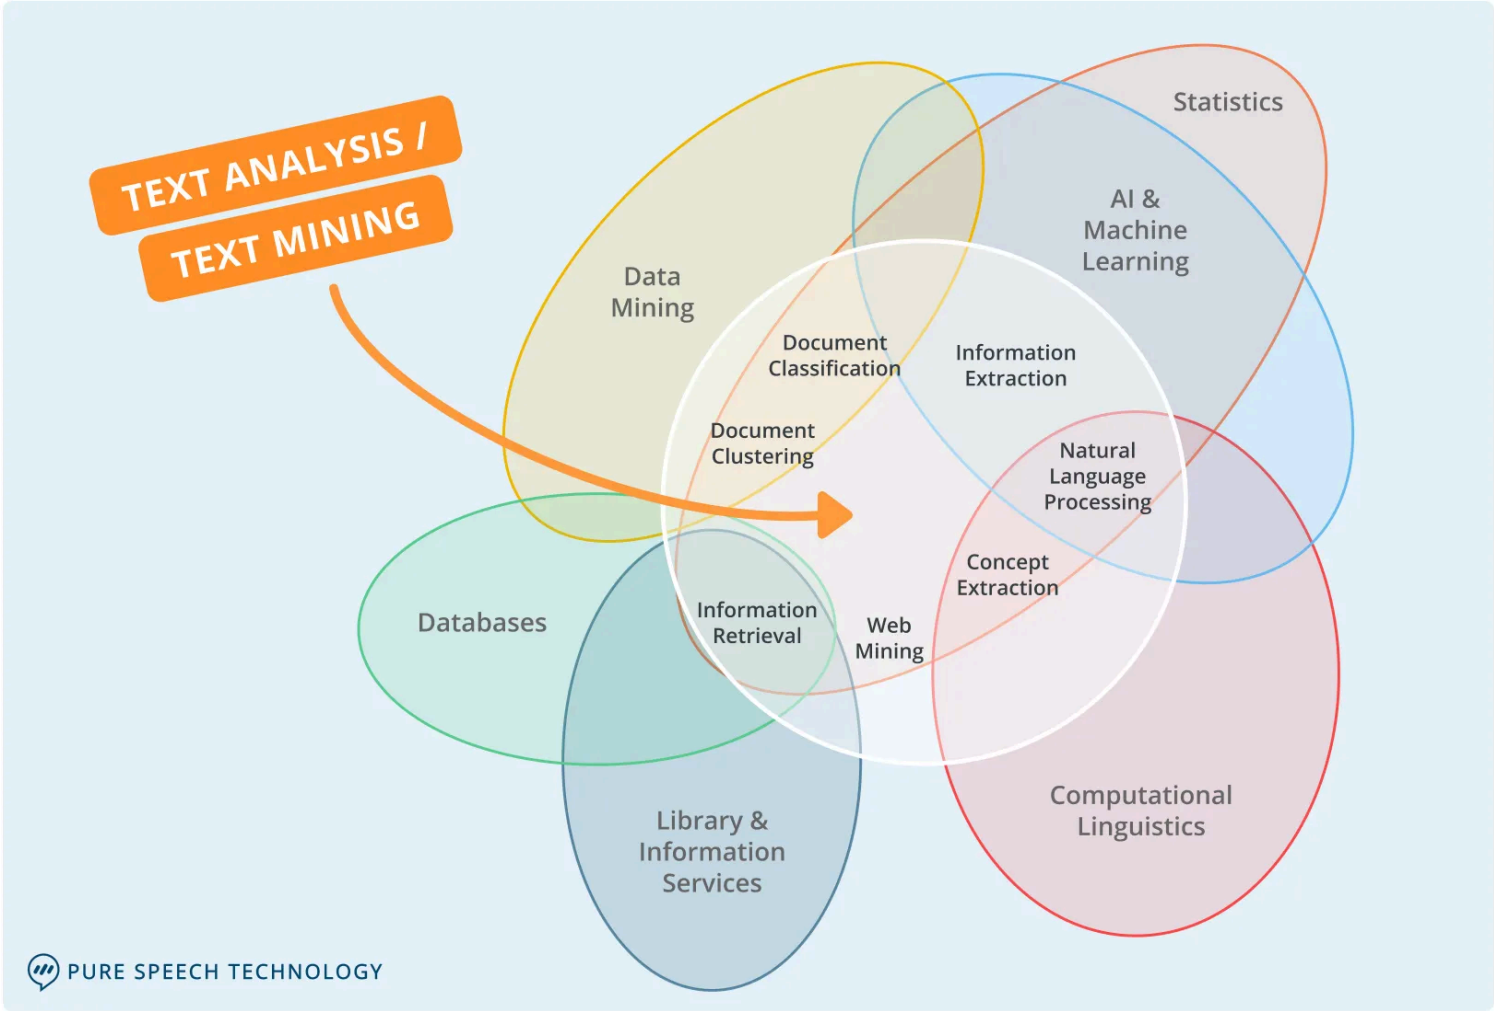 TEXT ANALYSIS /
TEXT MINING
Statistics
AI &
Machine
Learning
Data
Mining
Document
Classification
Information
Extraction
Document
Clustering
Natural
Language
Processing
Concept
Extraction
Information
Retrieval
Web
Mining
Databases
Library &
Information
Services
Computational
Linguistics
PURE SPEECH TECHNOLOGY